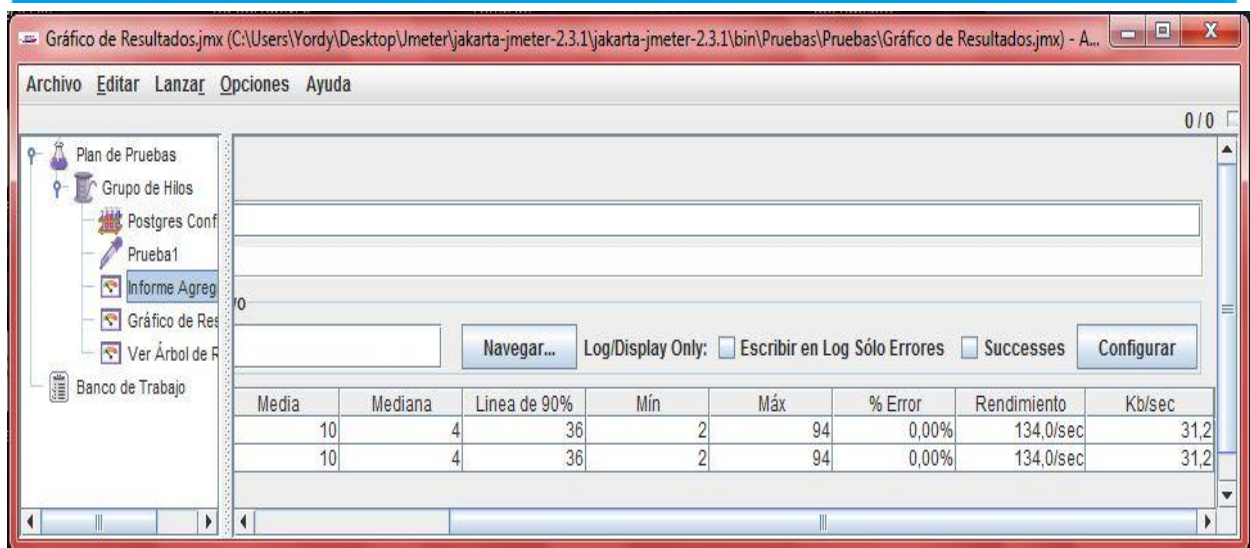 Gráfico de Resultados.jmx (C:\Users\Yordy\Desktop\Jmeter\jakarta-jmeter-2.3.1\jakarta-jmeter-2.3.1\bin\Pruebas\Pruebas\Gráfico de Resultados.jmx) - A...
Archivo Editar Lanzar Opciones Ayuda
0 / 0
Plan de Pruebas
Grupo de Hilos
Postgres Conf
Prueba1
Informe Agreg
Gráfico de Res
Ver Árbol de R
Banco de Trabajo
vo
Navegar... Log/Display Only: Escribir en Log Sólo Errores Successes Configurar
Media Mediana Linea de 90% Mín Máx % Error Rendimiento Kb/sec
10 4 36 2 94 0,00% 134,0/sec 31,2
10 4 36 2 94 0,00% 134,0/sec 31,2